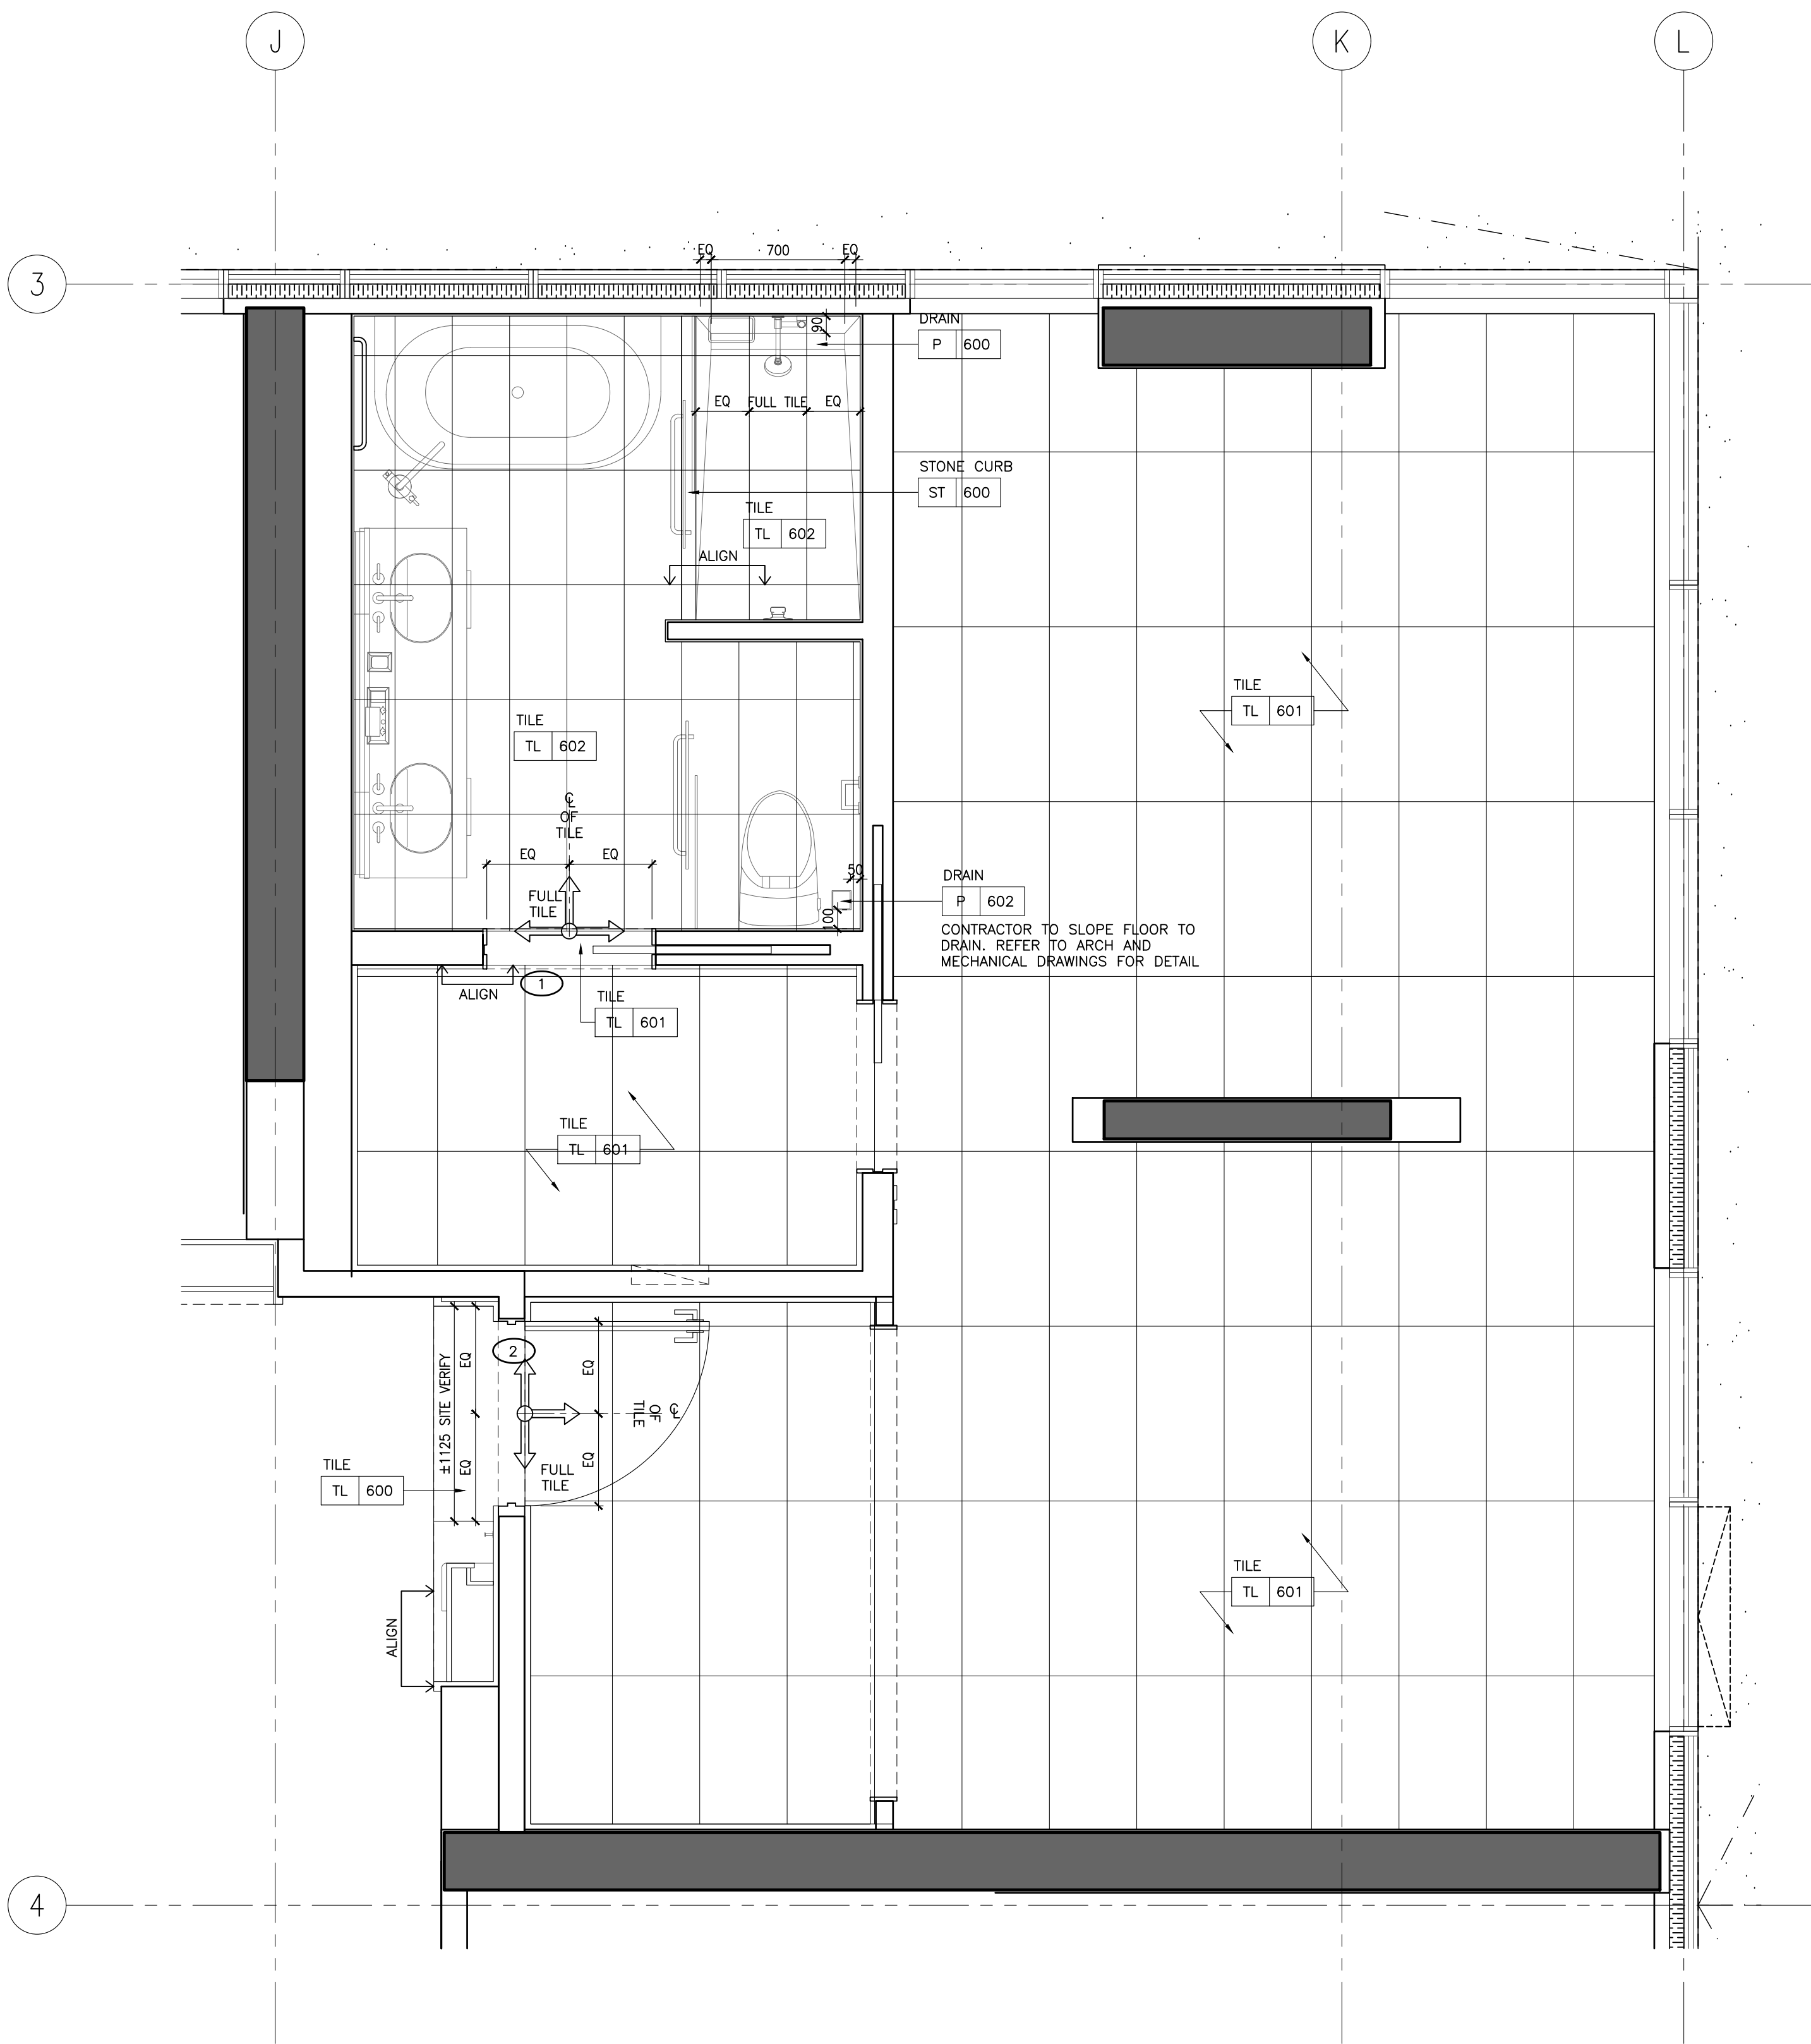 J
K
L
3
EQ
700
EQ
90
DRAIN
P 600
EQ
FULL TILE
EQ
STONE CURB
ST 600
TILE
TL 602
ALIGN
TILE
TL 601
TILE
TL 602
℄
OF
TILE
EQ
EQ
FULL
TILE
50
100
DRAIN
P 602
CONTRACTOR TO SLOPE FLOOR TO
DRAIN. REFER TO ARCH AND
MECHANICAL DRAWINGS FOR DETAIL
ALIGN
1
TILE
TL 601
TILE
TL 601
2
±1125 SITE VERIFY
EQ
EQ
EQ
EQ
℄
OF
TILE
FULL
TILE
TILE
TL 600
ALIGN
TILE
TL 601
4